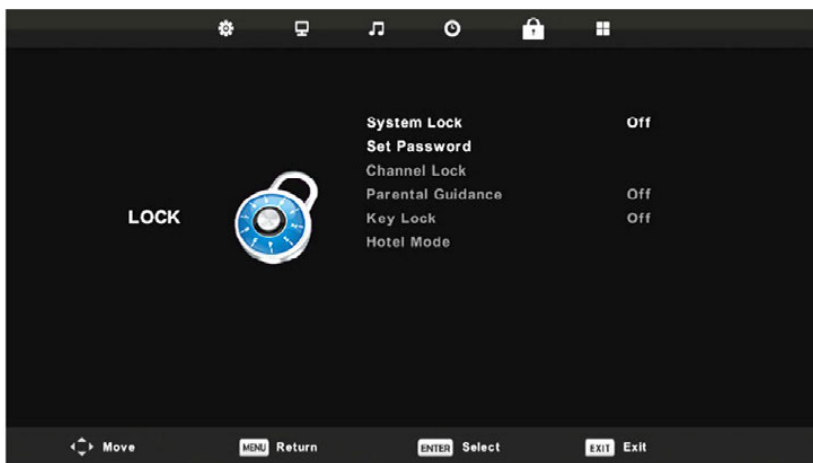 System Lock Off
Set Password
Channel Lock
Parental Guidance Off
Key Lock Off
Hotel Mode
LOCK
Move MENU Return ENTER Select EXIT Exit